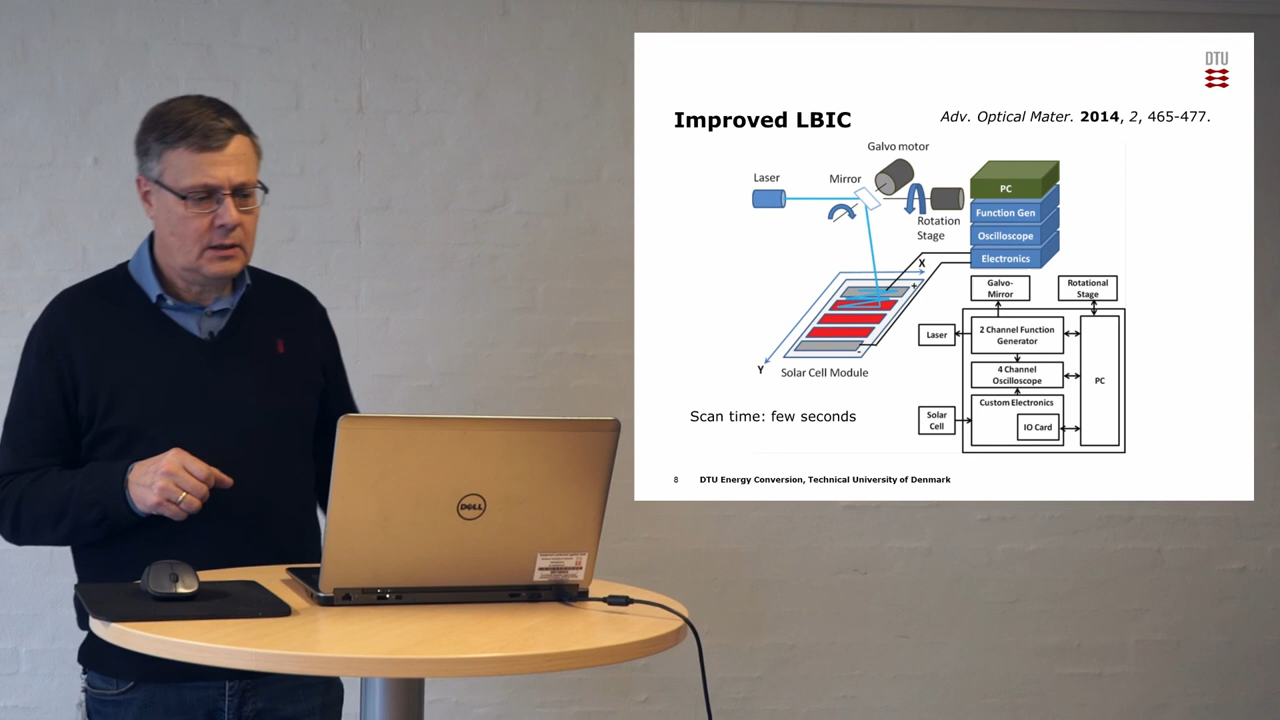 DTU
Improved LBIC
Adv. Optical Mater. 2014, 2, 465-477.
Galvo motor
Laser
Mirror
Rotation
Stage
PC
Function Gen
Oscilloscope
Electronics
X
+
-
Y
Solar Cell Module
Galvo-
Mirror
Rotational
Stage
Laser
2 Channel Function
Generator
4 Channel
Oscilloscope
PC
Custom Electronics
IO Card
Solar
Cell
Scan time: few seconds
8 DTU Energy Conversion, Technical University of Denmark
DELL